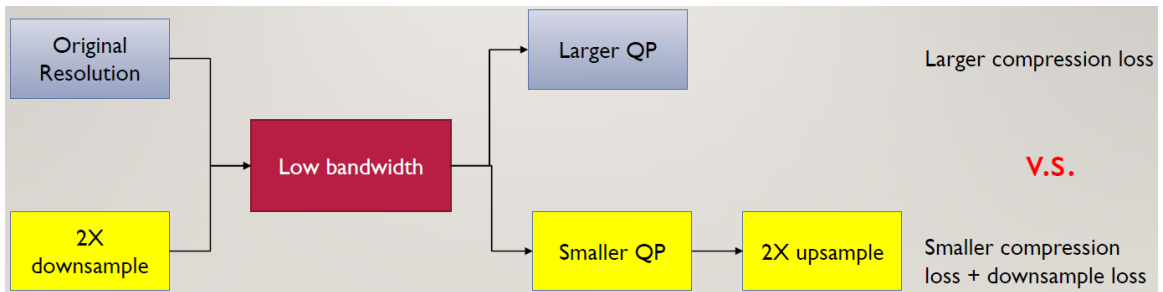 Original
Resolution
Larger QP
Larger compression loss
Low bandwidth
V.S.
2X
downsample
Smaller QP
2X upsample
Smaller compression
loss + downsample loss